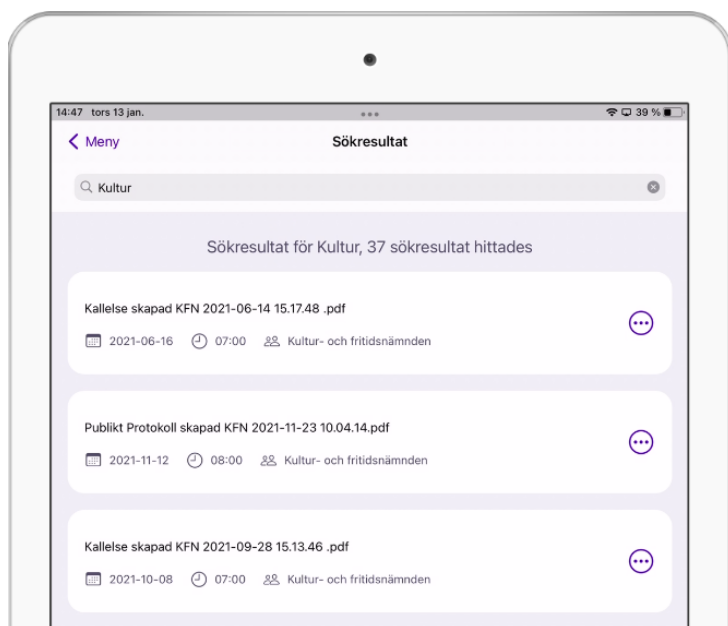 14:47 tors 13 jan. 39 %
Meny Sökresultat
Kultur
Sökresultat för Kultur, 37 sökresultat hittades
Kallelse skapad KFN 2021-06-14 15.17.48 .pdf
2021-06-16 07:00 Kultur- och fritidsnämnden
Publikt Protokoll skapad KFN 2021-11-23 10.04.14.pdf
2021-11-12 08:00 Kultur- och fritidsnämnden
Kallelse skapad KFN 2021-09-28 15.13.46 .pdf
2021-10-08 07:00 Kultur- och fritidsnämnden